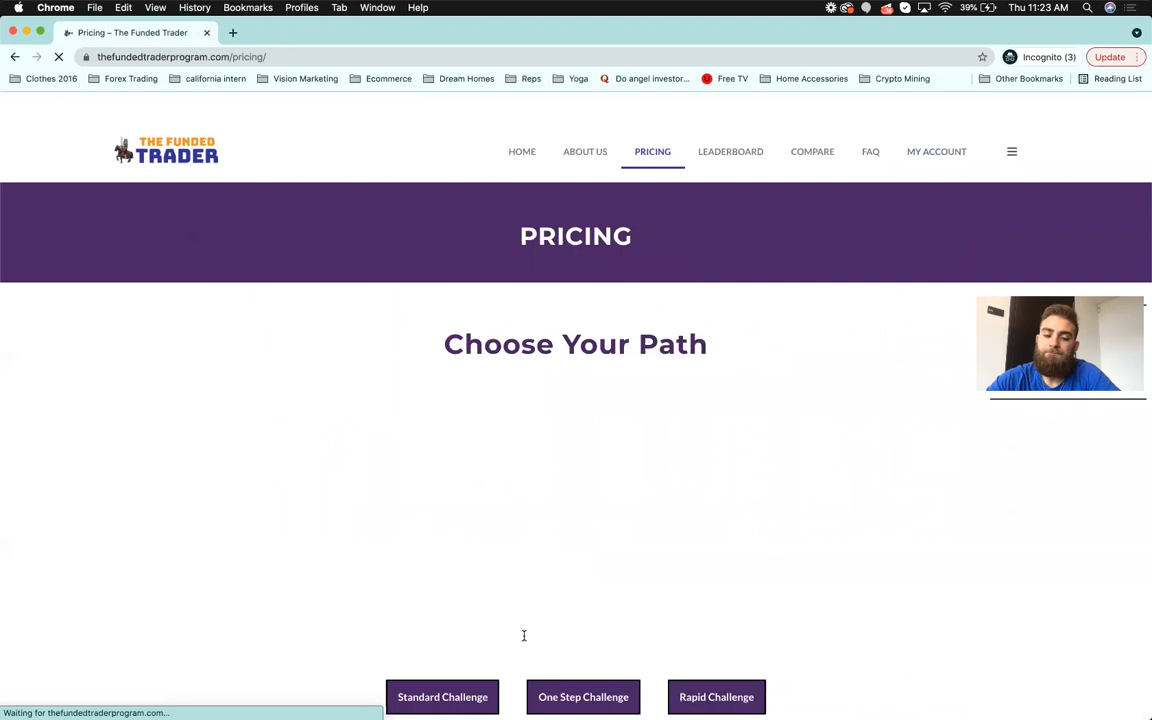 Chrome File Edit View History Bookmarks Profiles Tab Window Help 39% Thu 11:23 AM
Pricing – The Funded Trader
thefundedtraderprogram.com/pricing/ Incognito (3) Update
Clothes 2016 Forex Trading california intern Vision Marketing Ecommerce Dream Homes Reps Yoga Do angel investor... Free TV Home Accessories Crypto Mining Other Bookmarks Reading List
THE FUNDED
TRADER
HOME ABOUT US PRICING LEADERBOARD COMPARE FAQ MY ACCOUNT
PRICING
Choose Your Path
Standard Challenge One Step Challenge Rapid Challenge
Waiting for thefundedtraderprogram.com...